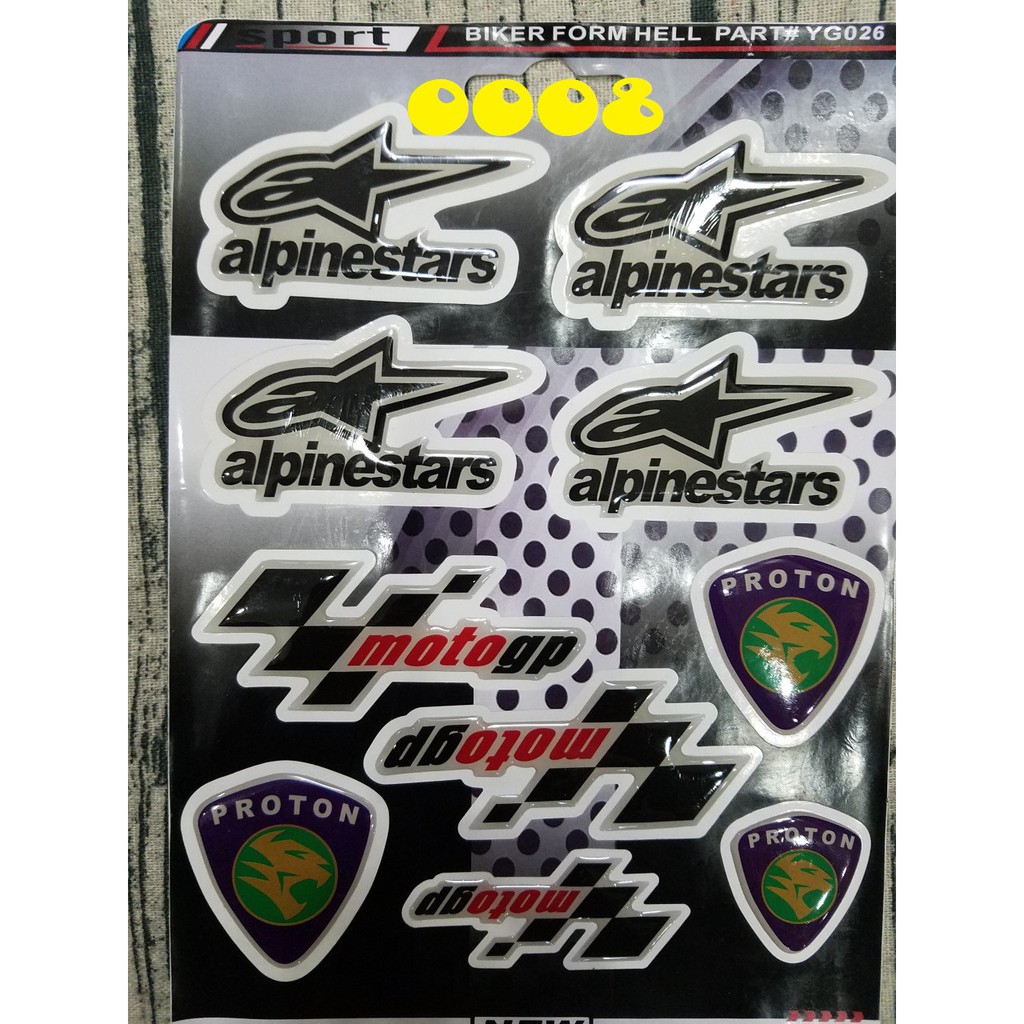 sport BIKER FORM HELL PART# YG026
0008
alpinestars
alpinestars
alpinestars
alpinestars
motogp
PROTON
motogp
PROTON
PROTON
motogp
NEW